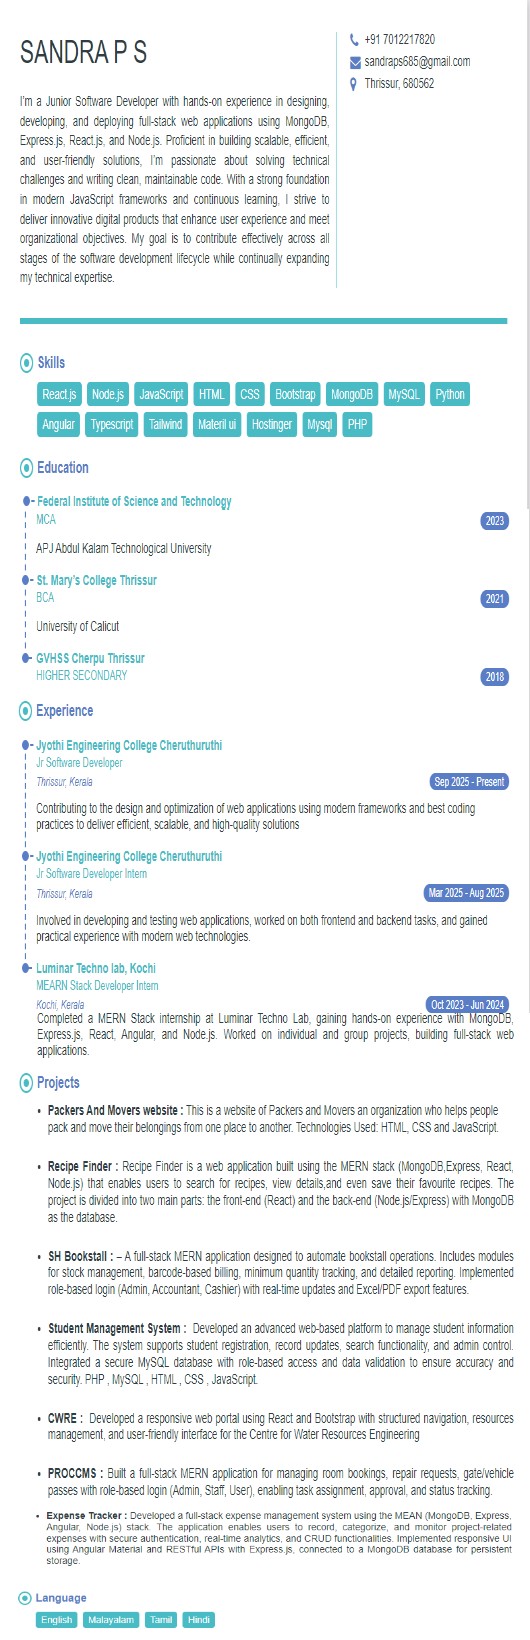 SANDRA P S
+91 7012217820
sandraps685@gmail.com
Thrissur, 680562
I'm a Junior Software Developer with hands-on experience in designing,
developing, and deploying full-stack web applications using MongoDB,
Express.js, React.js, and Node.js. Proficient in building scalable, efficient,
and user-friendly solutions, I'm passionate about solving technical
challenges and writing clean, maintainable code. With a strong foundation
in modern JavaScript frameworks and continuous learning, I strive to
deliver innovative digital products that enhance user experience and meet
organizational objectives. My goal is to contribute effectively across all
stages of the software development lifecycle while continually expanding
my technical expertise.
Skills
React.js Node.js JavaScript HTML CSS Bootstrap MongoDB MySQL Python
Angular Typescript Tailwind Materil ui Hostinger Mysql PHP
Education
Federal Institute of Science and Technology
MCA
2023
APJ Abdul Kalam Technological University
St. Mary's College Thrissur
BCA
2021
University of Calicut
GVHSS Cherpu Thrissur
HIGHER SECONDARY
2018
Experience
Jyothi Engineering College Cheruthuruthi
Jr Software Developer
Thrissur, Kerala
Sep 2025 - Present
Contributing to the design and optimization of web applications using modern frameworks and best coding
practices to deliver efficient, scalable, and high-quality solutions
Jyothi Engineering College Cheruthuruthi
Jr Software Developer Intern
Thrissur, Kerala
Mar 2025 - Aug 2025
Involved in developing and testing web applications, worked on both frontend and backend tasks, and gained
practical experience with modern web technologies.
Luminar Techno lab, Kochi
MEARN Stack Developer Intern
Kochi, Kerala
Oct 2023 - Jun 2024
Completed a MERN Stack internship at Luminar Techno Lab, gaining hands-on experience with MongoDB,
Express.js, React, Angular, and Node.js. Worked on individual and group projects, building full-stack web
applications.
Projects
• Packers And Movers website : This is a website of Packers and Movers an organization who helps people
pack and move their belongings from one place to another. Technologies Used: HTML, CSS and JavaScript.
• Recipe Finder : Recipe Finder is a web application built using the MERN stack (MongoDB,Express, React,
Node.js) that enables users to search for recipes, view details,and even save their favourite recipes. The
project is divided into two main parts: the front-end (React) and the back-end (Node.js/Express) with MongoDB
as the database.
• SH Bookstall : – A full-stack MERN application designed to automate bookstall operations. Includes modules
for stock management, barcode-based billing, minimum quantity tracking, and detailed reporting. Implemented
role-based login (Admin, Accountant, Cashier) with real-time updates and Excel/PDF export features.
• Student Management System : Developed an advanced web-based platform to manage student information
efficiently. The system supports student registration, record updates, search functionality, and admin control.
Integrated a secure MySQL database with role-based access and data validation to ensure accuracy and
security. PHP , MySQL , HTML , CSS , JavaScript.
• CWRE : Developed a responsive web portal using React and Bootstrap with structured navigation, resources
management, and user-friendly interface for the Centre for Water Resources Engineering
• PROCCMS : Built a full-stack MERN application for managing room bookings, repair requests, gate/vehicle
passes with role-based login (Admin, Staff, User), enabling task assignment, approval, and status tracking.
• Expense Tracker : Developed a full-stack expense management system using the MEAN (MongoDB, Express,
Angular, Node.js) stack. The application enables users to record, categorize, and monitor project-related
expenses with secure authentication, real-time analytics, and CRUD functionalities. Implemented responsive UI
using Angular Material and RESTful APIs with Express.js, connected to a MongoDB database for persistent
storage.
Language
English Malayalam Tamil Hindi